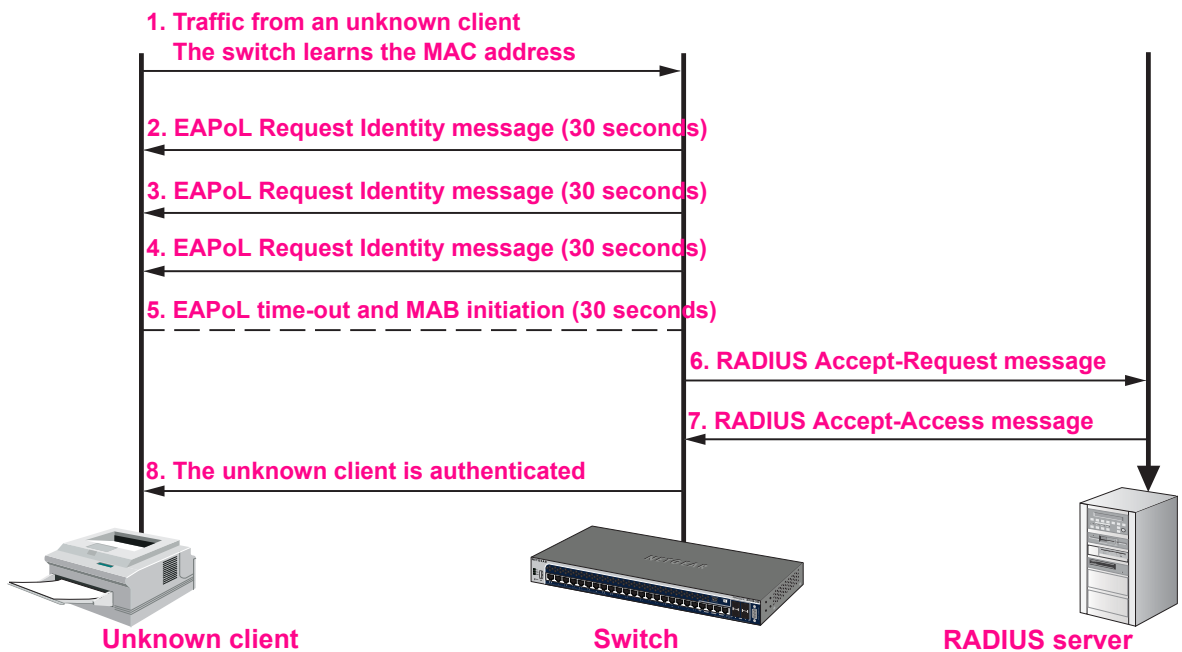 1. Traffic from an unknown client
The switch learns the MAC address
2. EAPoL Request Identity message (30 seconds)
3. EAPoL Request Identity message (30 seconds)
4. EAPoL Request Identity message (30 seconds)
5. EAPoL time-out and MAB initiation (30 seconds)
6. RADIUS Accept-Request message
7. RADIUS Accept-Access message
8. The unknown client is authenticated
NETGEAR
Unknown client
Switch
RADIUS server